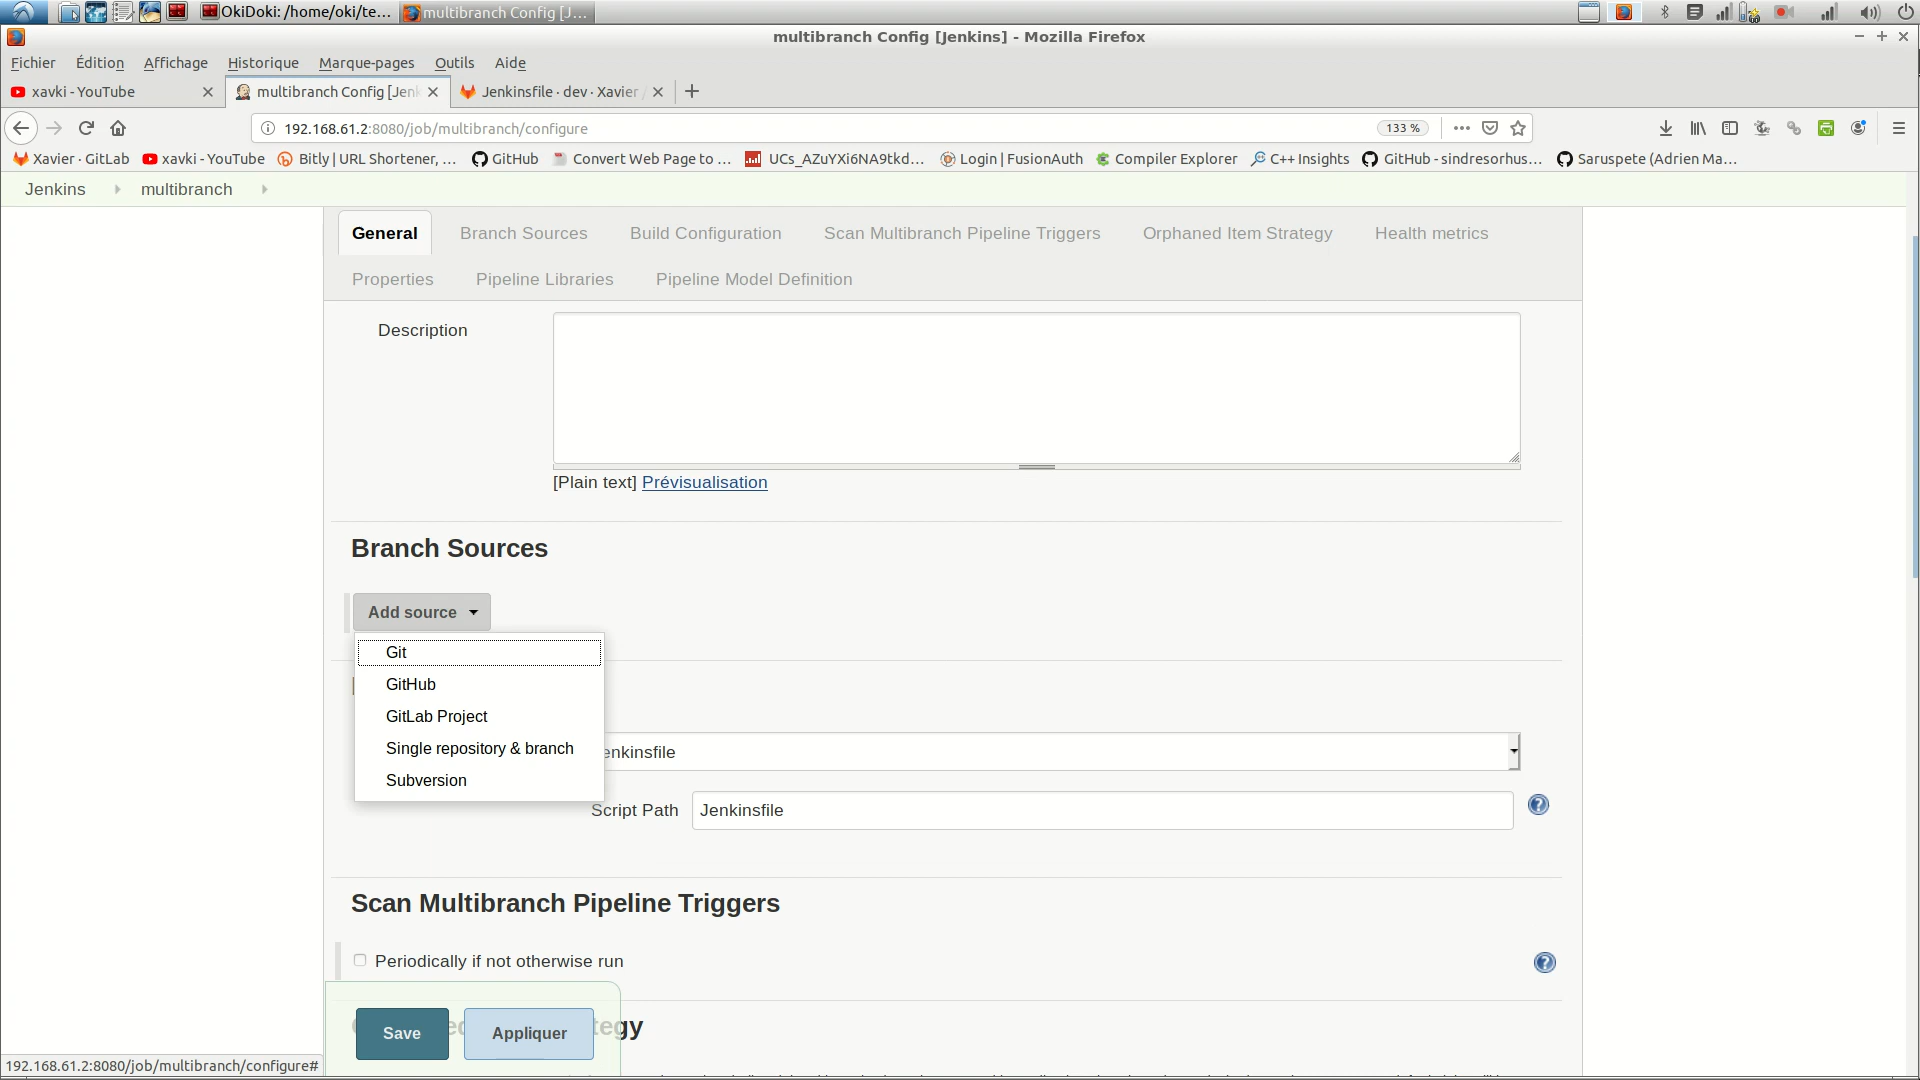 OkiDoki: /home/oki/te...
multibranch Config [J...
multibranch Config [Jenkins] - Mozilla Firefox
Fichier Édition Affichage Historique Marque-pages Outils Aide
xavki - YouTube
multibranch Config [Jenk
Jenkinsfile · dev · Xavier /
192.168.61.2:8080/job/multibranch/configure
133 %
Xavier · GitLab xavki - YouTube Bitly | URL Shortener, ... GitHub Convert Web Page to ... UCs_AZuYXi6NA9tkd... Login | FusionAuth Compiler Explorer C++ Insights GitHub - sindresorhus... Saruspete (Adrien Ma...
Jenkins multibranch
General Branch Sources Build Configuration Scan Multibranch Pipeline Triggers Orphaned Item Strategy Health metrics
Properties Pipeline Libraries Pipeline Model Definition
Description
[Plain text] Prévisualisation
Branch Sources
Add source
Git
GitHub
GitLab Project
Single repository & branch
enkinsfile
Subversion
Script Path Jenkinsfile
Scan Multibranch Pipeline Triggers
Periodically if not otherwise run
tegy
Save Appliquer
192.168.61.2:8080/job/multibranch/configure#